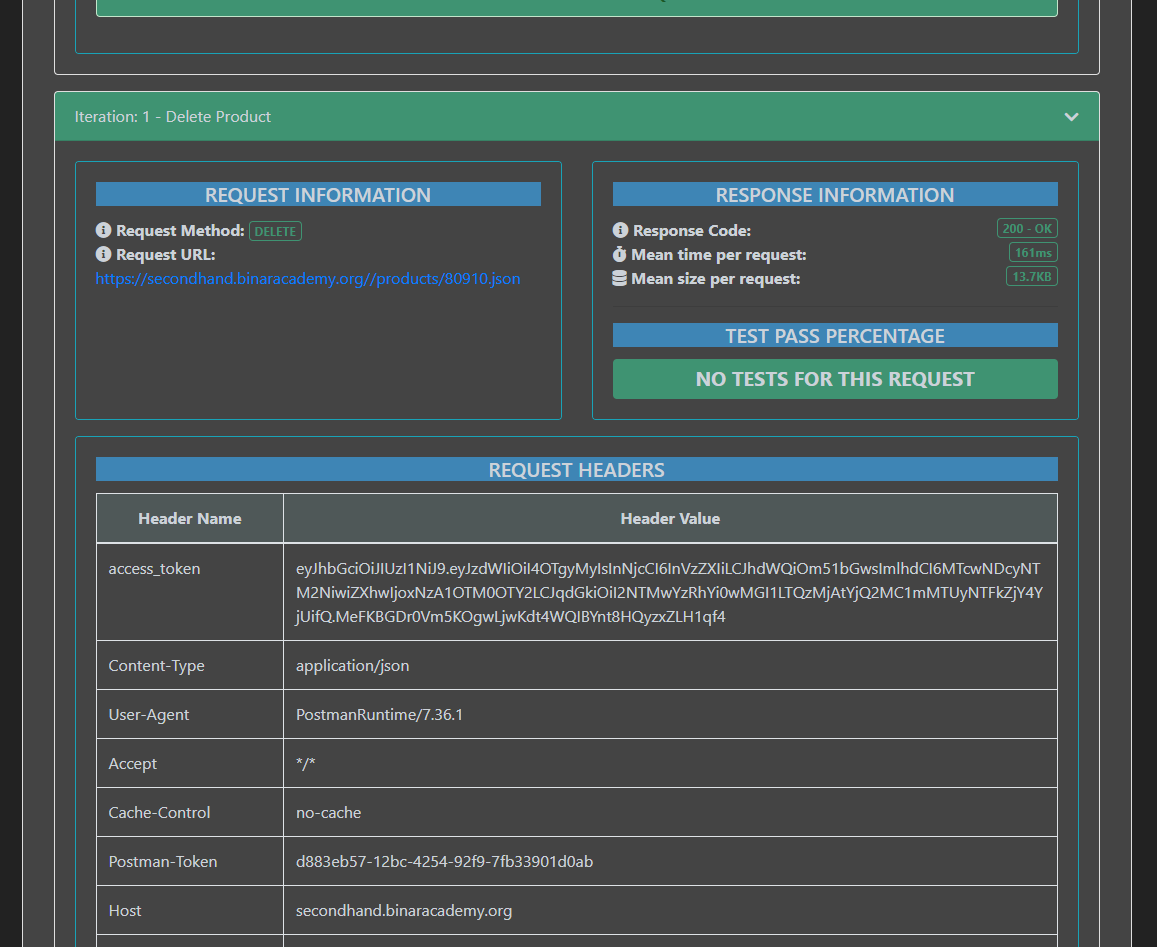 Iteration: 1 - Delete Product
REQUEST INFORMATION
Request Method: DELETE
Request URL:
https://secondhand.binaracademy.org//products/80910.json
RESPONSE INFORMATION
Response Code: 200 - OK
Mean time per request: 161ms
Mean size per request: 13.7KB
TEST PASS PERCENTAGE
NO TESTS FOR THIS REQUEST
REQUEST HEADERS
Header Name Header Value
access_token eyJhbGciOiJIUzI1NiJ9.eyJzdWIiOiI4OTgyMyIsInNjcCI6InVzZXIiLCJhdWQiOm51bGwsImlhdCI6MTcwNDcyNT
M2NiwiZXhwIjoxNzA1OTM0OTY2LCJqdGkiOiI2NTMwYzRhYi0wMGI1LTQzMjAtYjQ2MC1mMTUyNTFkZjY4Y
jUifQ.MeFKBGDr0Vm5KOgwLjwKdt4WQIBYnt8HQyzxZLH1qf4
Content-Type application/json
User-Agent PostmanRuntime/7.36.1
Accept */*
Cache-Control no-cache
Postman-Token d883eb57-12bc-4254-92f9-7fb33901d0ab
Host secondhand.binaracademy.org